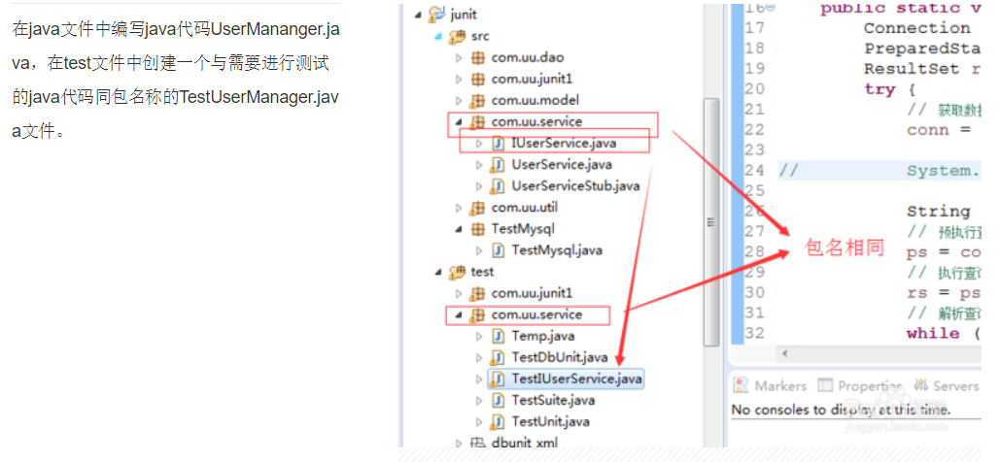 在java文件中编写java代码UserMananger.ja
va，在test文件中创建一个与需要进行测试
的java代码同包名称的TestUserManager.jav
a文件。
junit
src
com.uu.dao
com.uu.junit1
com.uu.model
com.uu.service
IUserService.java
UserService.java
UserServiceStub.java
com.uu.util
TestMysql
TestMysql.java
test
com.uu.junit1
com.uu.service
Temp.java
TestDbUnit.java
TestIUserService.java
TestSuite.java
TestUnit.java
dbunit.xml
包名相同
16 public static v
17 Connection
18 PreparedSta
19 ResultSet r
20 try {
21 // 获取数据
22 conn =
23
24 // System.
25
26 String
27 // 预执行查
28 ps = co
29 // 执行查询
30 rs = ps
31 // 解析查询
32 while (
Markers Properties Servers
No consoles to display at this time.
jingyan.baidu.com